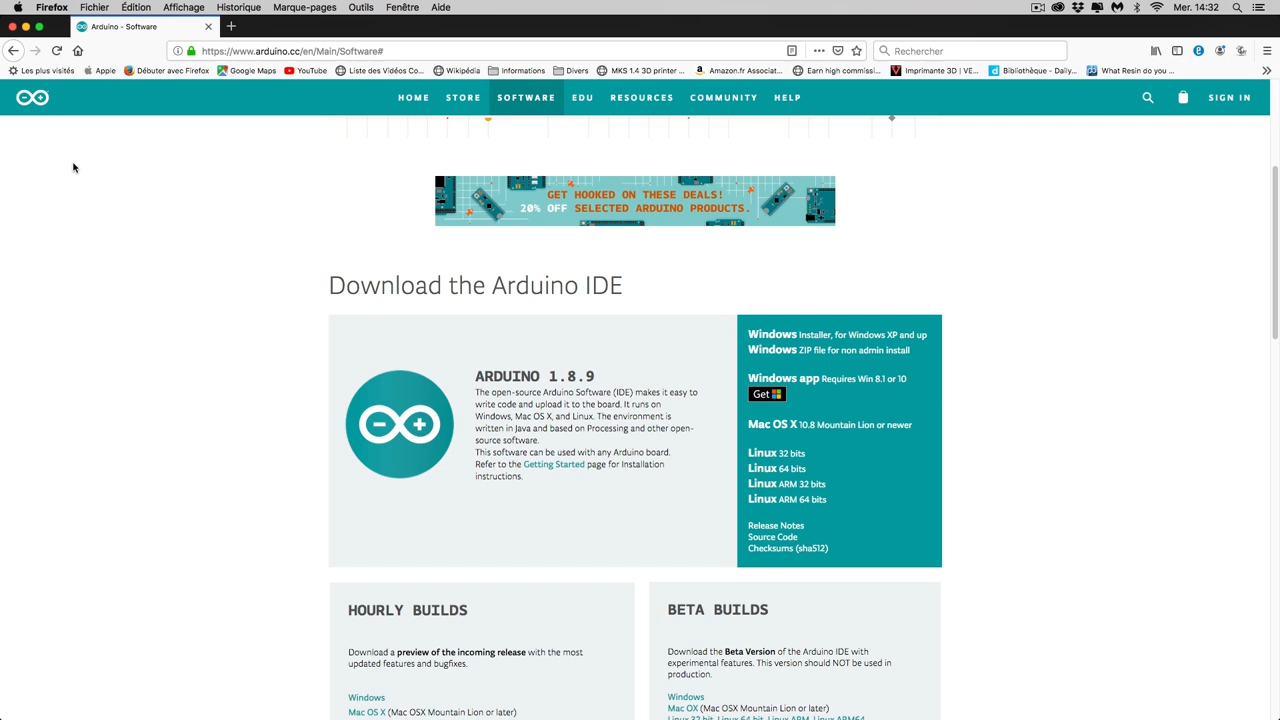 Firefox Fichier Édition Affichage Historique Marque-pages Outils Fenêtre Aide Mer. 14:32
Arduino - Software
https://www.arduino.cc/en/Main/Software# Rechercher
Les plus visités Apple Débuter avec Firefox Google Maps YouTube Liste des Vidéos Co... Wikipédia Informations Divers MKS 1.4 3D printer ... Amazon.fr Associat... Earn high commissi... Imprimante 3D | VE... Bibliothèque - Daily... What Resin do you ...
HOME STORE SOFTWARE EDU RESOURCES COMMUNITY HELP SIGN IN
GET HOOKED ON THESE DEALS!
20% OFF SELECTED ARDUINO PRODUCTS.
Download the Arduino IDE
ARDUINO 1.8.9
The open-source Arduino Software (IDE) makes it easy to
write code and upload it to the board. It runs on
Windows, Mac OS X, and Linux. The environment is
written in Java and based on Processing and other open-
source software.
This software can be used with any Arduino board.
Refer to the Getting Started page for Installation
instructions.
Windows Installer, for Windows XP and up
Windows ZIP file for non admin install
Windows app Requires Win 8.1 or 10
Get
Mac OS X 10.8 Mountain Lion or newer
Linux 32 bits
Linux 64 bits
Linux ARM 32 bits
Linux ARM 64 bits
Release Notes
Source Code
Checksums (sha512)
HOURLY BUILDS
Download a preview of the incoming release with the most
updated features and bugfixes.
Windows
Mac OS X (Mac OSX Mountain Lion or later)
BETA BUILDS
Download the Beta Version of the Arduino IDE with
experimental features. This version should NOT be used in
production.
Windows
Mac OX (Mac OSX Mountain Lion or later)
Linux 32 bit, Linux 64 bit, Linux ARM, Linux ARM64